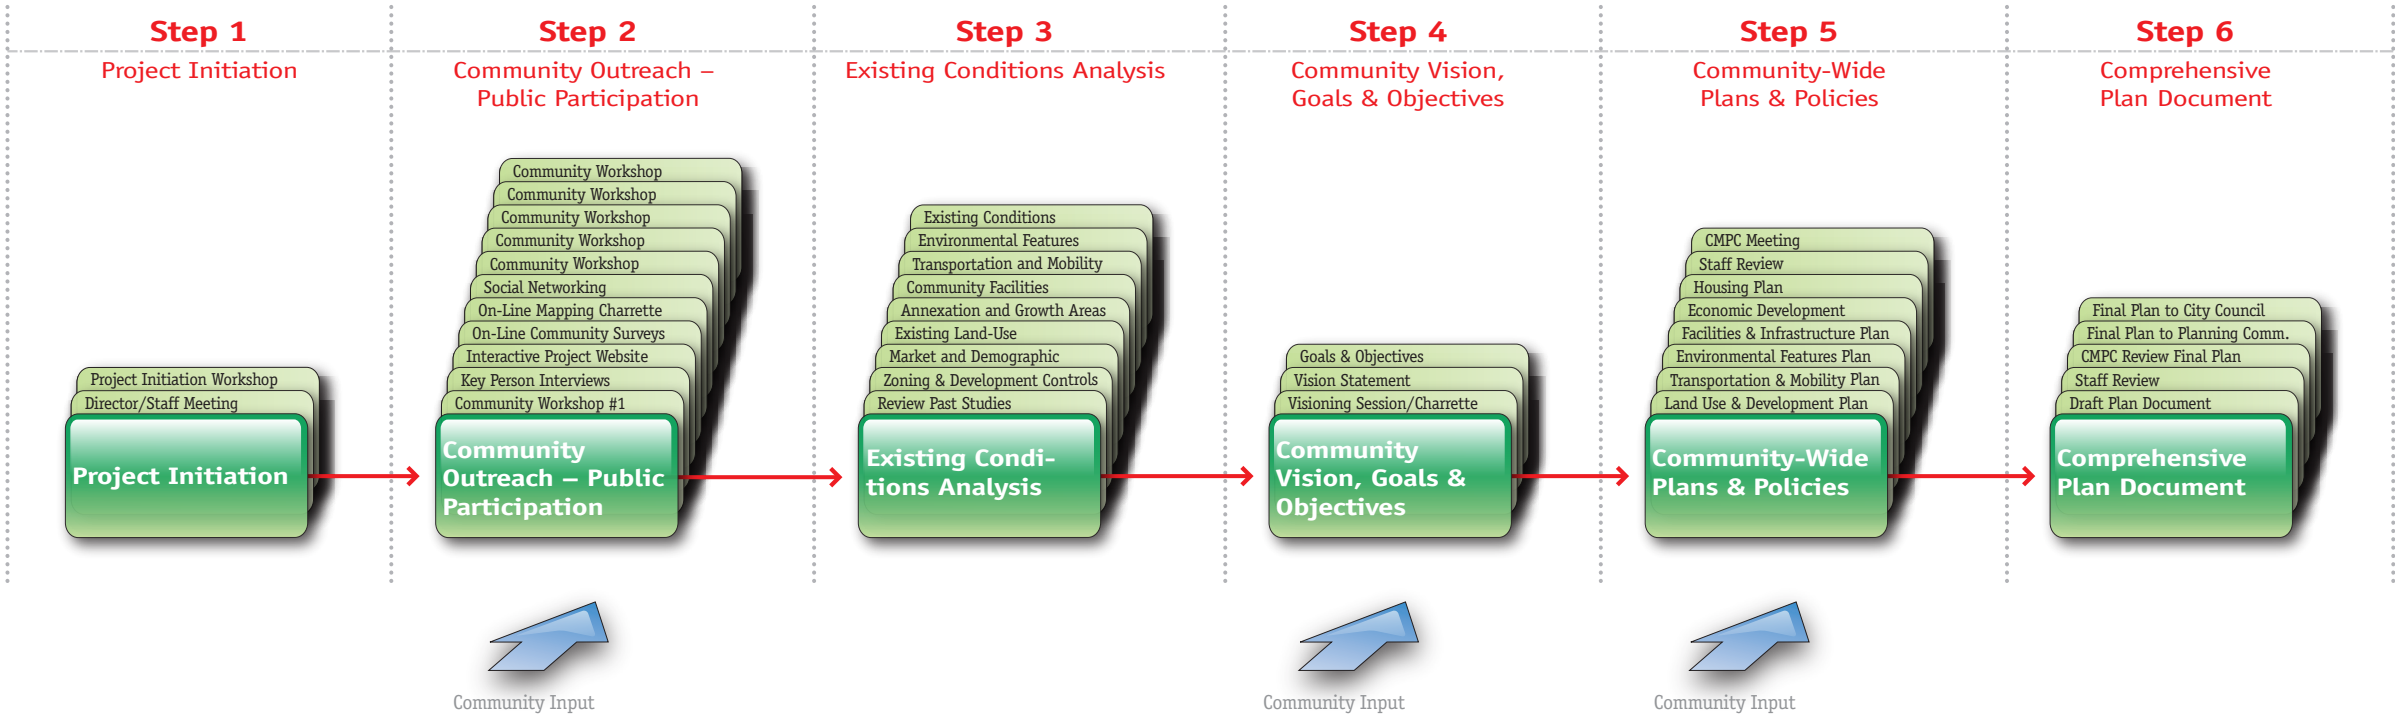 Step 1
Project Initiation
Step 2
Community Outreach –
Public Participation
Step 3
Existing Conditions Analysis
Step 4
Community Vision,
Goals & Objectives
Step 5
Community-Wide
Plans & Policies
Step 6
Comprehensive
Plan Document
Project Initiation Workshop
Director/Staff Meeting
Project Initiation
Community Workshop
Community Workshop
Community Workshop
Community Workshop
Community Workshop
Social Networking
On-Line Mapping Charrette
On-Line Community Surveys
Interactive Project Website
Key Person Interviews
Community Workshop #1
Community
Outreach – Public
Participation
Existing Conditions
Environmental Features
Transportation and Mobility
Community Facilities
Annexation and Growth Areas
Existing Land-Use
Market and Demographic
Zoning & Development Controls
Review Past Studies
Existing Condi-
tions Analysis
Goals & Objectives
Vision Statement
Visioning Session/Charrette
Community
Vision, Goals &
Objectives
CMPC Meeting
Staff Review
Housing Plan
Economic Development
Facilities & Infrastructure Plan
Environmental Features Plan
Transportation & Mobility Plan
Land Use & Development Plan
Community-Wide
Plans & Policies
Final Plan to City Council
Final Plan to Planning Comm.
CMPC Review Final Plan
Staff Review
Draft Plan Document
Comprehensive
Plan Document
Community Input
Community Input
Community Input